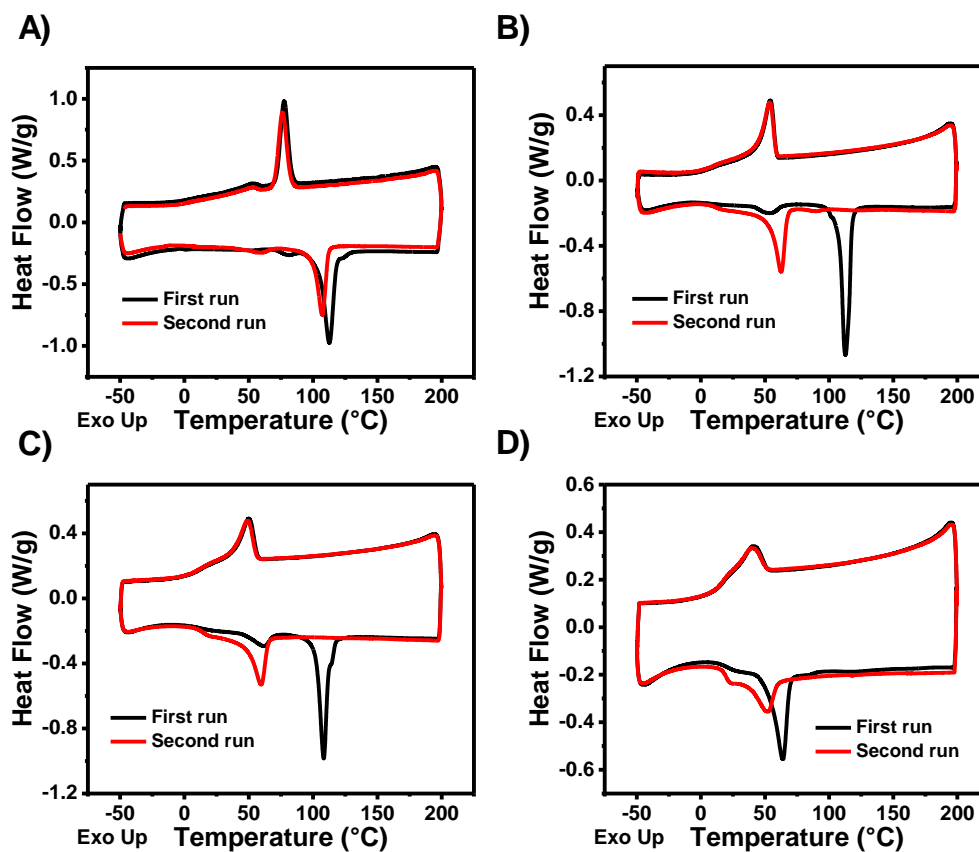 A)
Heat Flow (W/g)
1.0
0.5
0.0
-0.5
-1.0
First run
Second run
-50 0 50 100 150 200
Exo Up Temperature (°C)
B)
Heat Flow (W/g)
0.4
0.0
-0.4
-0.8
-1.2
First run
Second run
-50 0 50 100 150 200
Exo Up Temperature (°C)
C)
Heat Flow (W/g)
0.4
0.0
-0.4
-0.8
-1.2
First run
Second run
-50 0 50 100 150 200
Exo Up Temperature (°C)
D)
Heat Flow (W/g)
0.6
0.4
0.2
0.0
-0.2
-0.4
-0.6
First run
Second run
-50 0 50 100 150 200
Exo Up Temperature (°C)